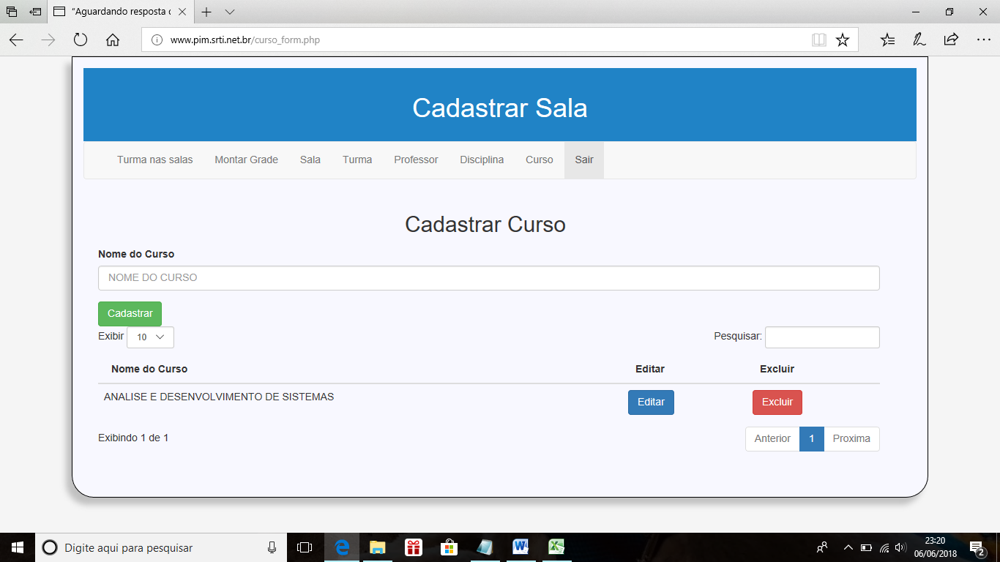 “Aguardando resposta c
www.pim.srti.net.br/curso_form.php
Cadastrar Sala
Turma nas salas Montar Grade Sala Turma Professor Disciplina Curso Sair
Cadastrar Curso
Nome do Curso
NOME DO CURSO
Cadastrar
Exibir 10 Pesquisar:
Nome do Curso Editar Excluir
ANALISE E DESENVOLVIMENTO DE SISTEMAS Editar Excluir
Exibindo 1 de 1 Anterior 1 Proxima
Digite aqui para pesquisar
23:20
06/06/2018
2